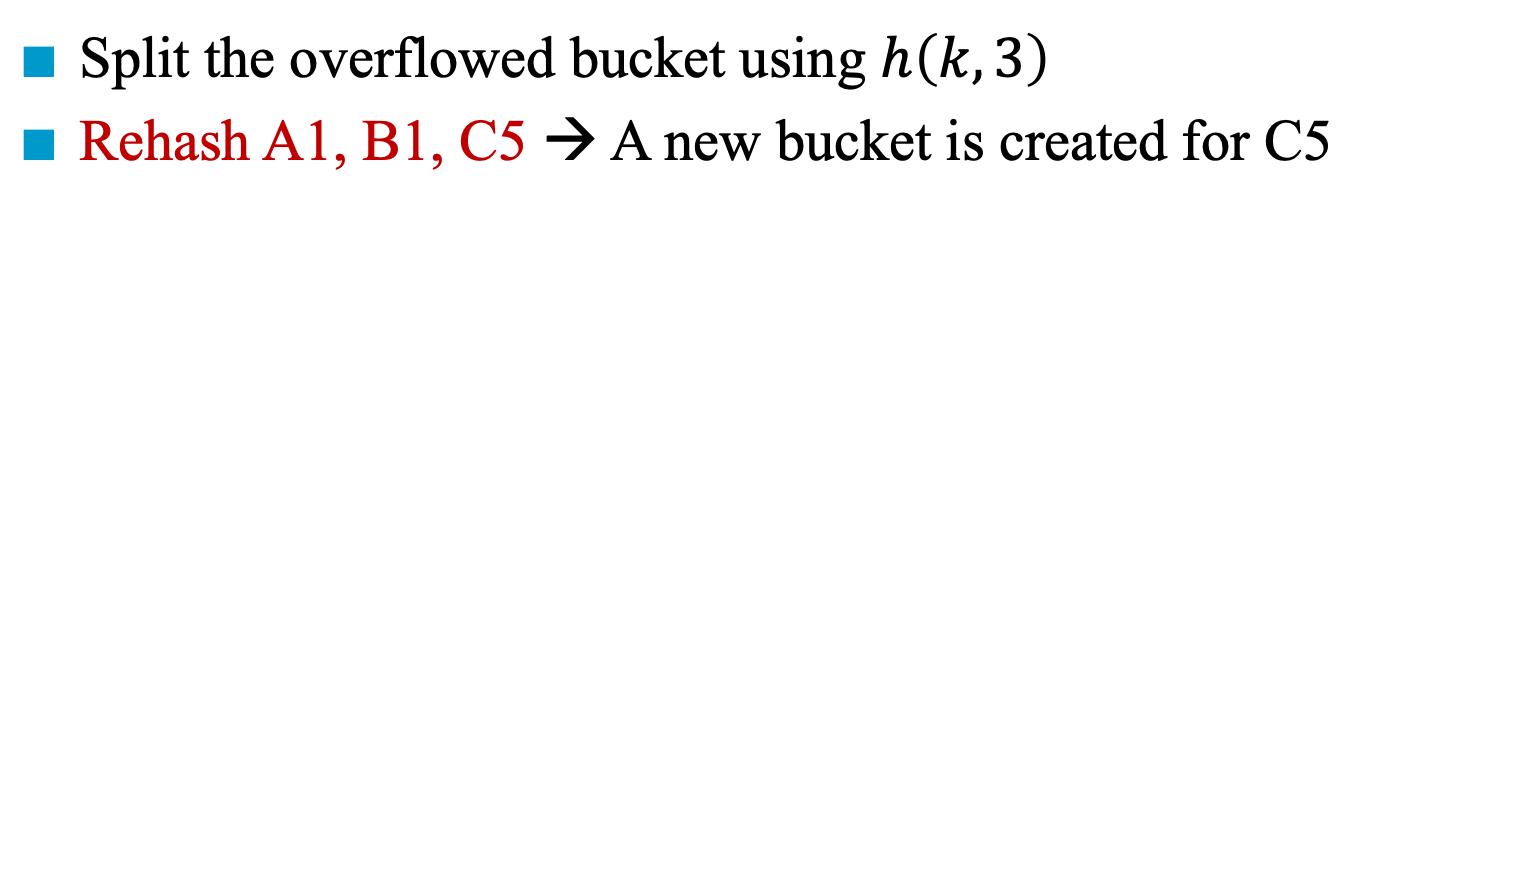 Split the overflowed bucket using h(k, 3)
Rehash A1, B1, C5 → A new bucket is created for C5